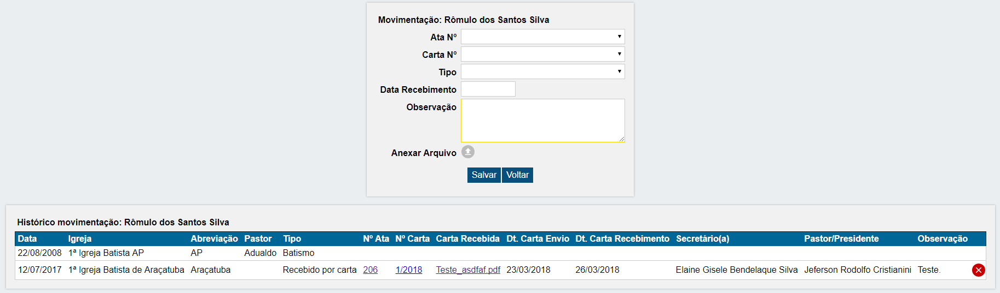 Movimentação: Rômulo dos Santos Silva
Ata Nº
Carta Nº
Tipo
Data Recebimento
Observação
Anexar Arquivo
Salvar Voltar
Histórico movimentação: Rômulo dos Santos Silva
Data Igreja Abreviação Pastor Tipo Nº Ata Nº Carta Carta Recebida Dt. Carta Envio Dt. Carta Recebimento Secretário(a) Pastor/Presidente Observação
22/08/2008 1ª Igreja Batista AP AP Adualdo Batismo
12/07/2017 1ª Igreja Batista de Araçatuba Araçatuba Recebido por carta 206 1/2018 Teste_asdfaf.pdf 23/03/2018 26/03/2018 Elaine Gisele Bendelaque Silva Jeferson Rodolfo Cristianini Teste.